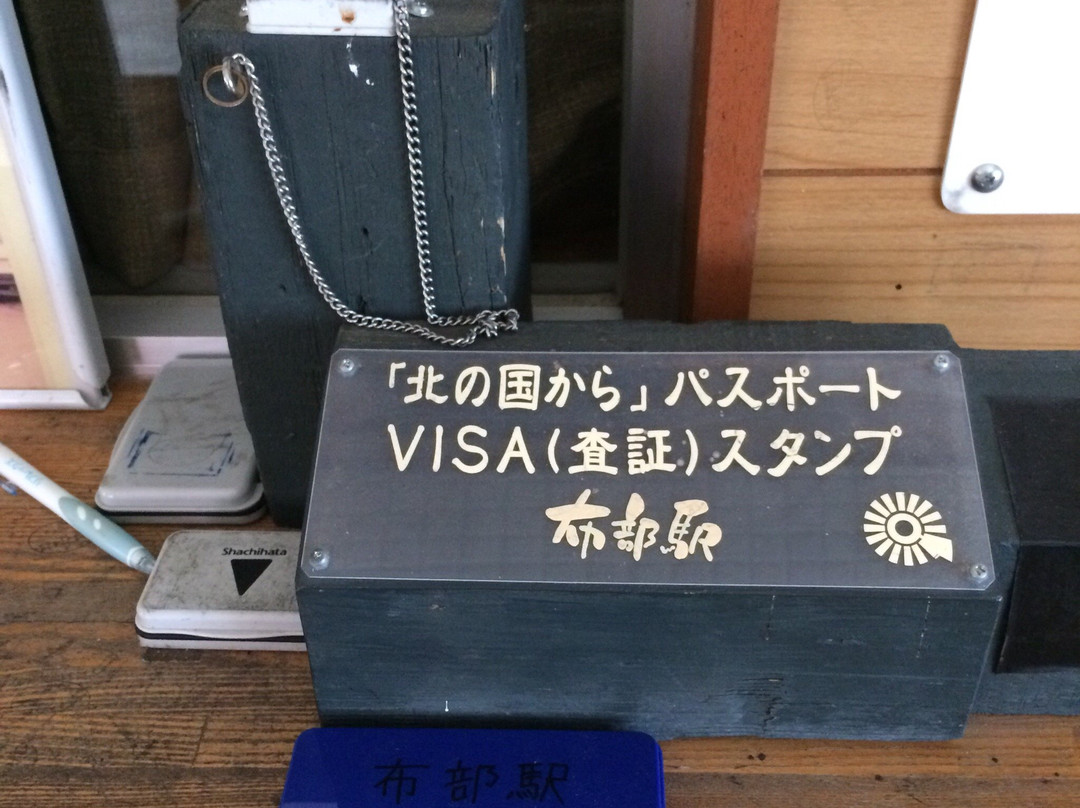 「北の国から」パスポート
VISA(査証)スタンプ
布部駅
Shachihata
布部駅